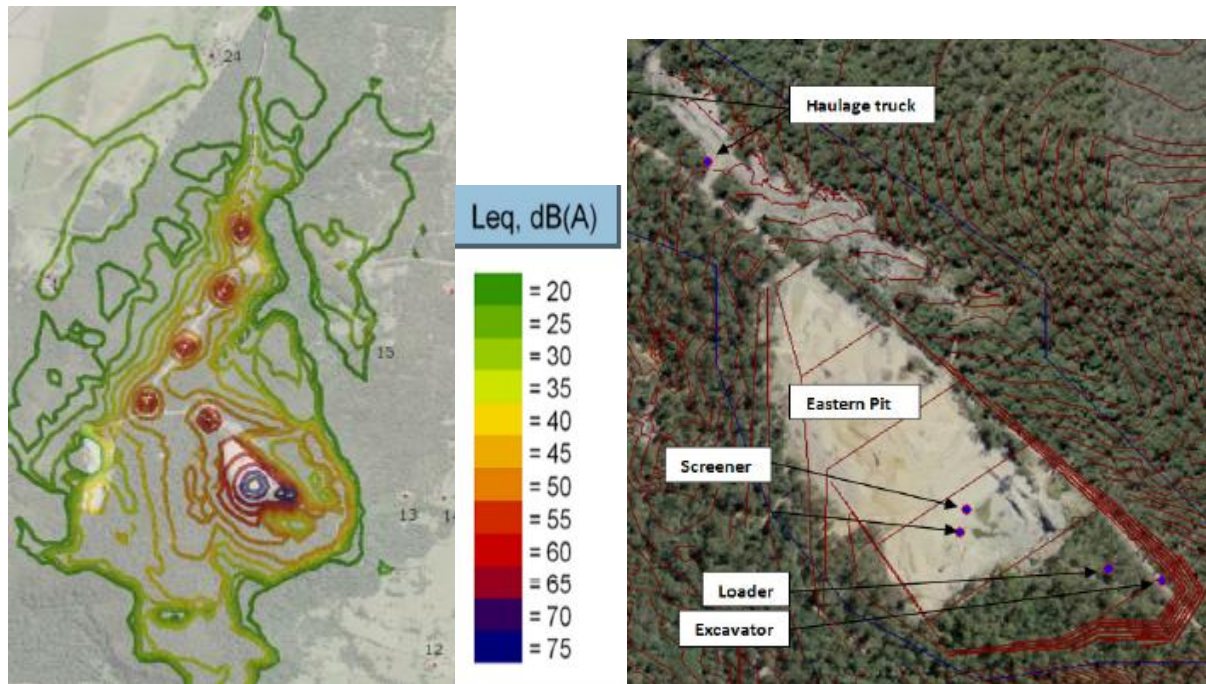 24
15
13
12
Leq, dB(A)
= 20
= 25
= 30
= 35
= 40
= 45
= 50
= 55
= 60
= 65
= 70
= 75
Haulage truck
Eastern Pit
Screener
Loader
Excavator